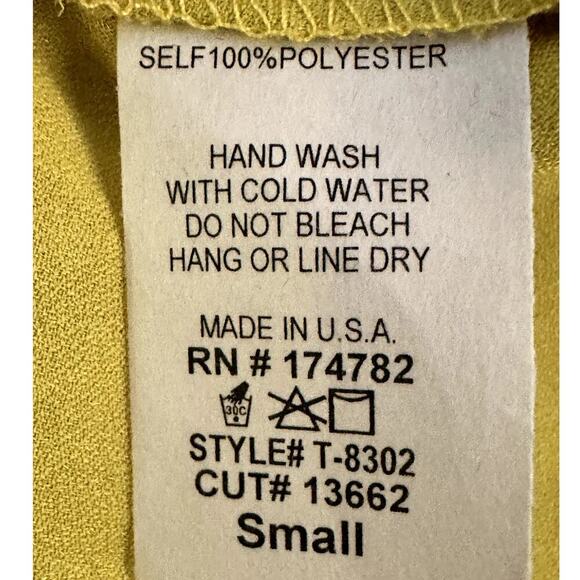 SELF100%POLYESTER
HAND WASH
WITH COLD WATER
DO NOT BLEACH
HANG OR LINE DRY
MADE IN U.S.A.
RN # 174782
30C
STYLE# T-8302
CUT# 13662
Small